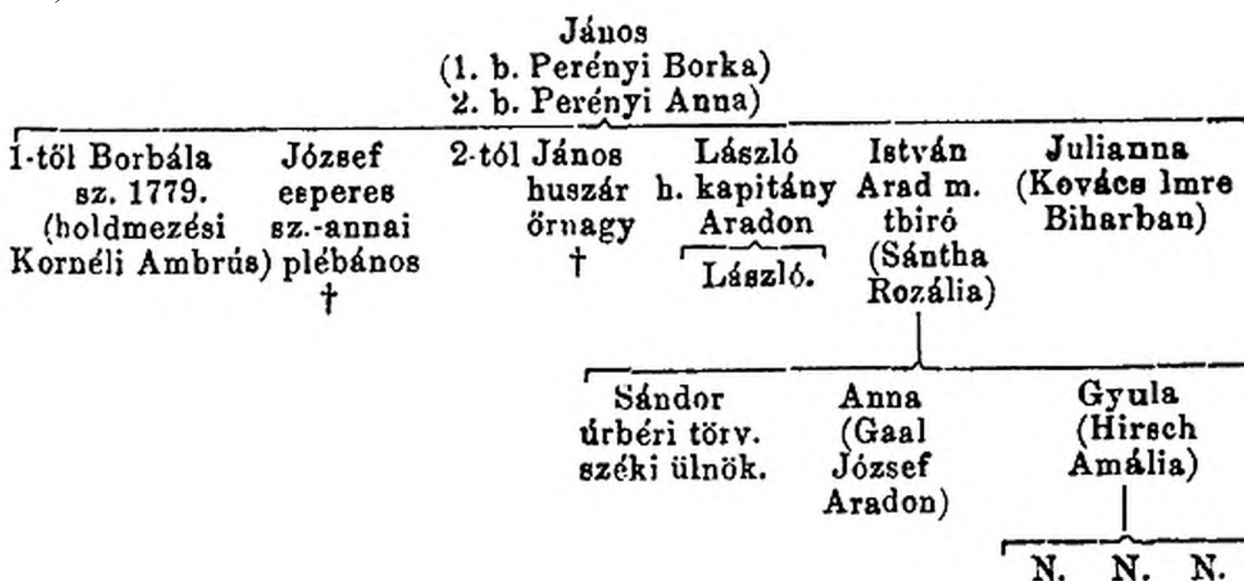 János
(1. b. Perényi Borka)
2. b. Perényi Anna)
1-től Borbála József 2-tól János László István Julianna
sz. 1779. esperes huszár h. kapitány Arad m. (Kovács Imre
(holdmezési sz.-annai őrnagy Aradon tbiró Biharban)
Kornéli Ambrús) plébános † László. (Sántha
† Rozália)
Sándor Anna Gyula
úrbéri törv. (Gaal (Hirsch
széki ülnök. József Amália)
Aradon)
N. N. N.